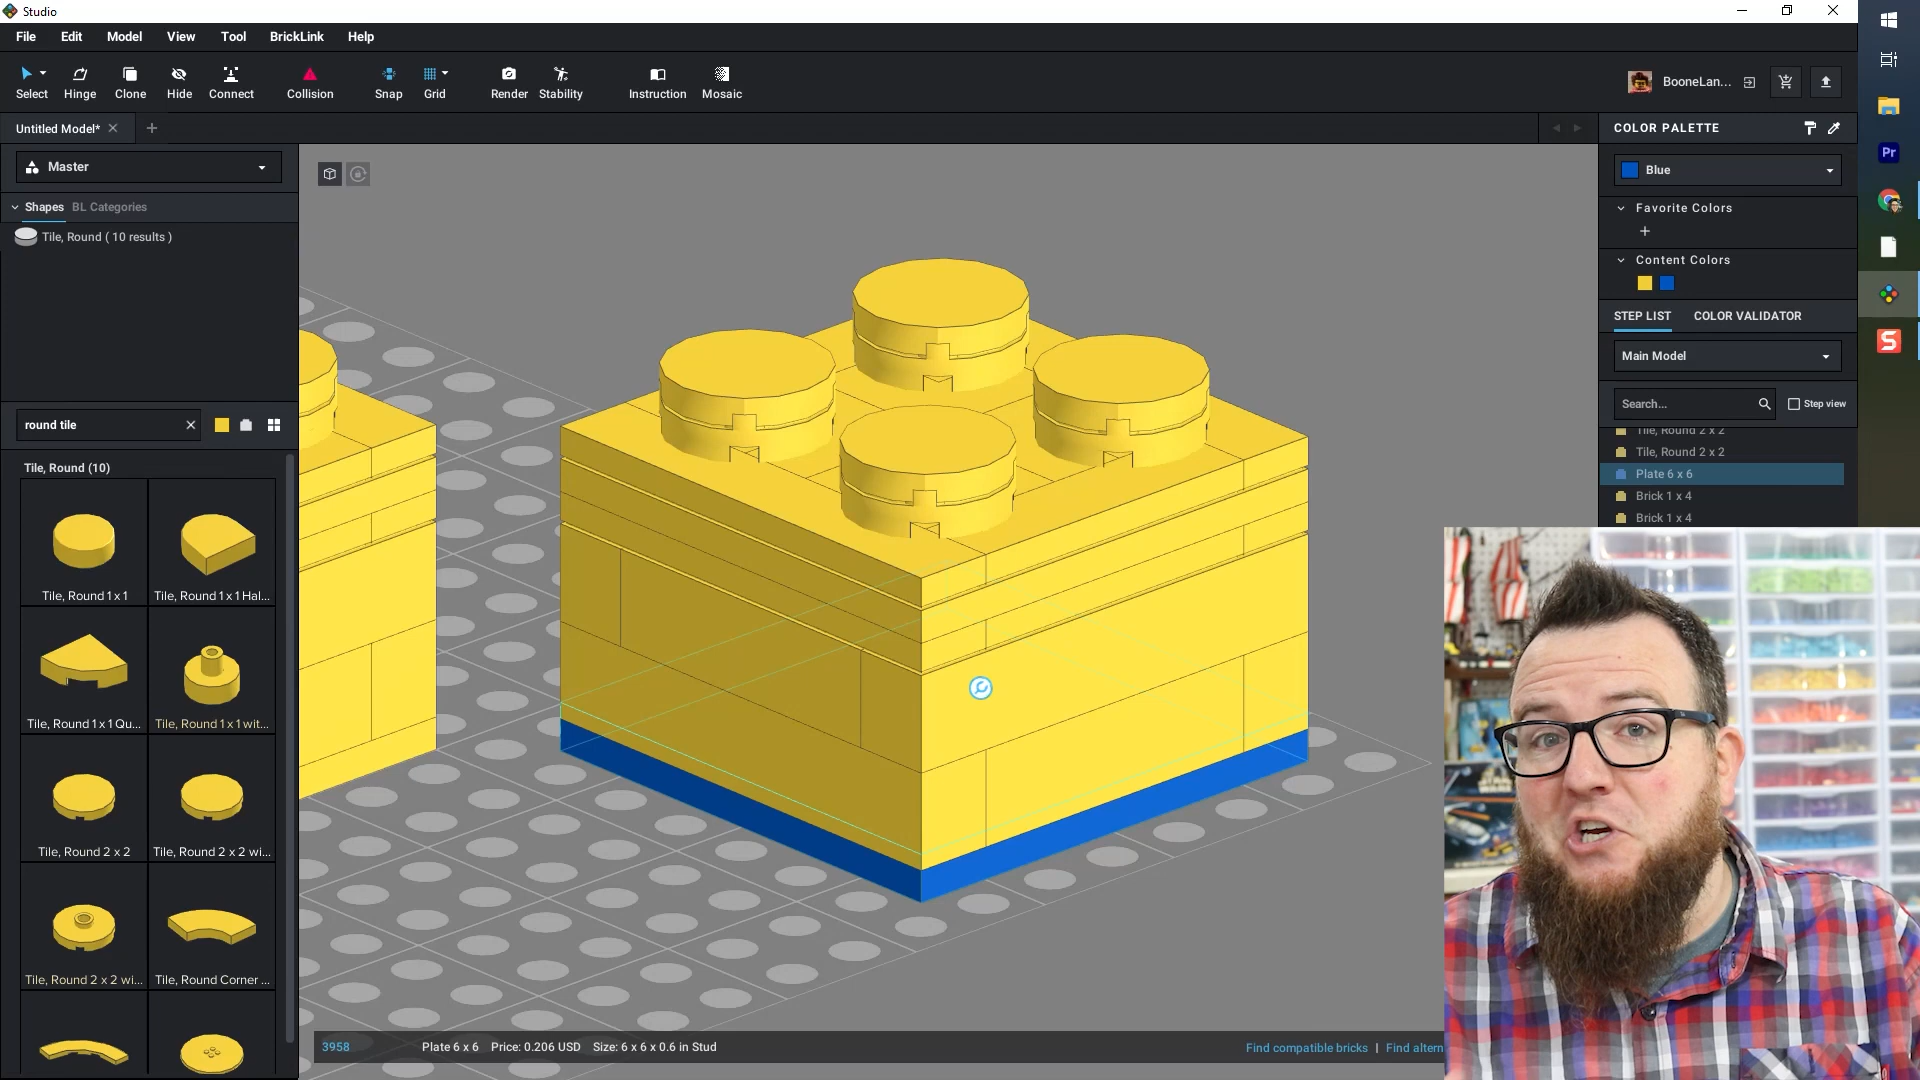 Studio
File Edit Model View Tool BrickLink Help
Select Hinge Clone Hide Connect Collision Snap Grid Render Stability Instruction Mosaic
BooneLan...
Untitled Model*
COLOR PALETTE
Master
Blue
Shapes BL Categories
Favorite Colors
Tile, Round ( 10 results )
Content Colors
STEP LIST COLOR VALIDATOR
Main Model
Search... Step view
round tile
Tile, Round 2 x 2
Tile, Round 2 x 2
Tile, Round (10)
Plate 6 x 6
Brick 1 x 4
Brick 1 x 4
Tile, Round 1 x 1 Tile, Round 1 x 1 Hal...
Tile, Round 1 x 1 Qu... Tile, Round 1 x 1 wit...
Tile, Round 2 x 2 Tile, Round 2 x 2 wi...
Tile, Round 2 x 2 wi... Tile, Round Corner ...
3958 Plate 6 x 6 Price: 0.206 USD Size: 6 x 6 x 0.6 in Stud Find compatible bricks | Find altern
Pr
S